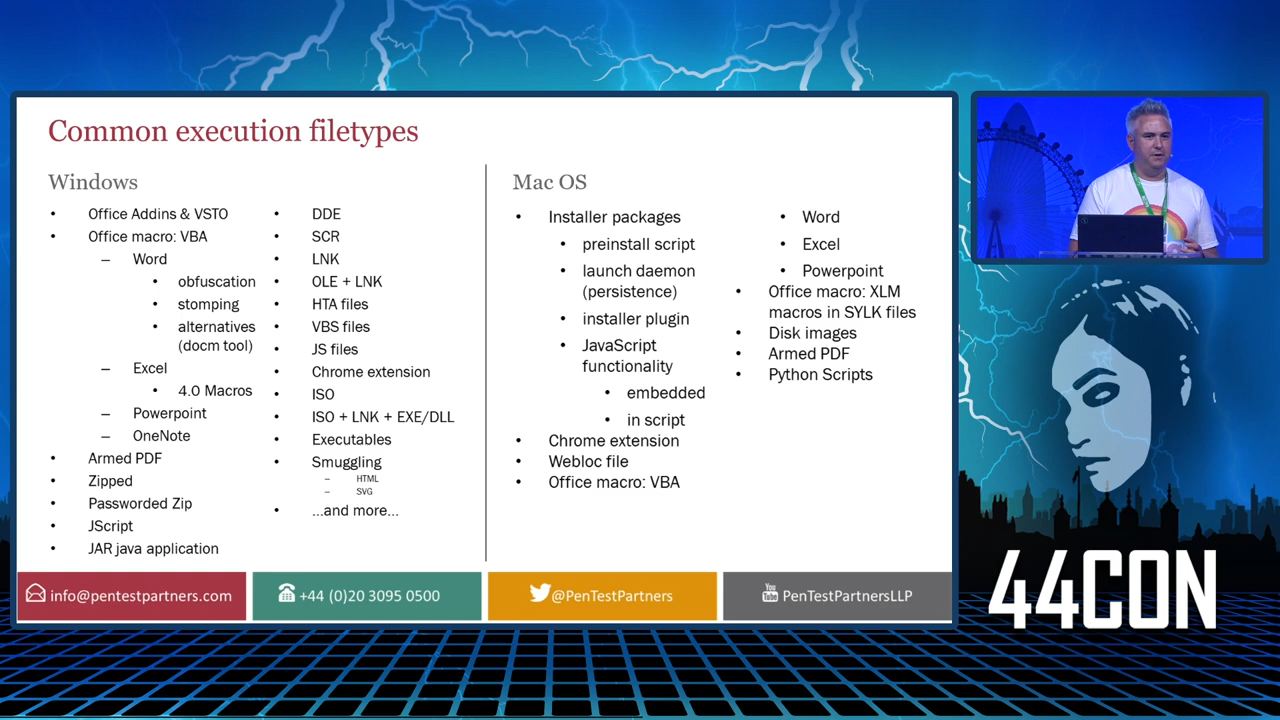 Common execution filetypes
Windows
• Office Addins & VSTO
• Office macro: VBA
– Word
• obfuscation
• stomping
• alternatives
(docm tool)
– Excel
• 4.0 Macros
– Powerpoint
– OneNote
• Armed PDF
• Zipped
• Passworded Zip
• JScript
• JAR java application
• DDE
• SCR
• LNK
• OLE + LNK
• HTA files
• VBS files
• JS files
• Chrome extension
• ISO
• ISO + LNK + EXE/DLL
• Executables
• Smuggling
– HTML
– SVG
• ...and more...
Mac OS
• Installer packages
• preinstall script
• launch daemon
(persistence)
• installer plugin
• JavaScript
functionality
• embedded
• in script
• Chrome extension
• Webloc file
• Office macro: VBA
• Word
• Excel
• Powerpoint
• Office macro: XLM
macros in SYLK files
• Disk images
• Armed PDF
• Python Scripts
info@pentestpartners.com
+44 (0)20 3095 0500
@PenTestPartners
You
Tube
PenTestPartnersLLP
44CON